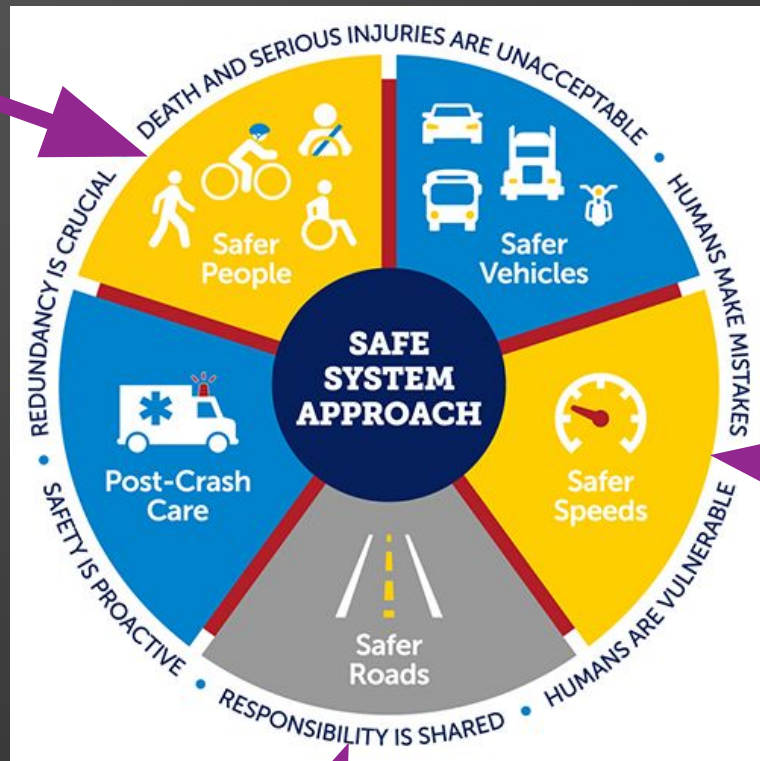 DEATH AND SERIOUS INJURIES ARE UNACCEPTABLE
HUMANS MAKE MISTAKES
HUMANS ARE VULNERABLE
RESPONSIBILITY IS SHARED
SAFETY IS PROACTIVE
REDUNDANCY IS CRUCIAL
Safer
People
Safer
Vehicles
SAFE
SYSTEM
APPROACH
Post-Crash
Care
Safer
Speeds
Safer
Roads